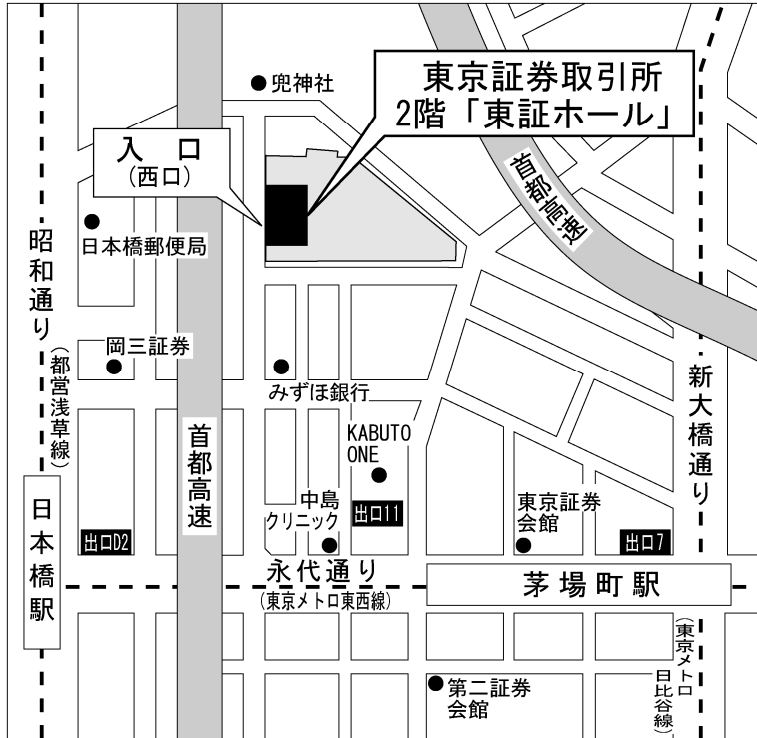 兜神社
東京証券取引所
2階「東証ホール」
入 口
(西口)
首都高速
日本橋郵便局
昭和通り
(都営浅草線)
岡三証券
みずほ銀行
新大橋通り
首都高速
KABUTO
ONE
中島
クリニック
出口11
東京証券
会館
出口7
出口D2
日本橋駅
永代通り
(東京メトロ東西線)
茅場町駅
(東京メトロ
日比谷線)
第二証券
会館